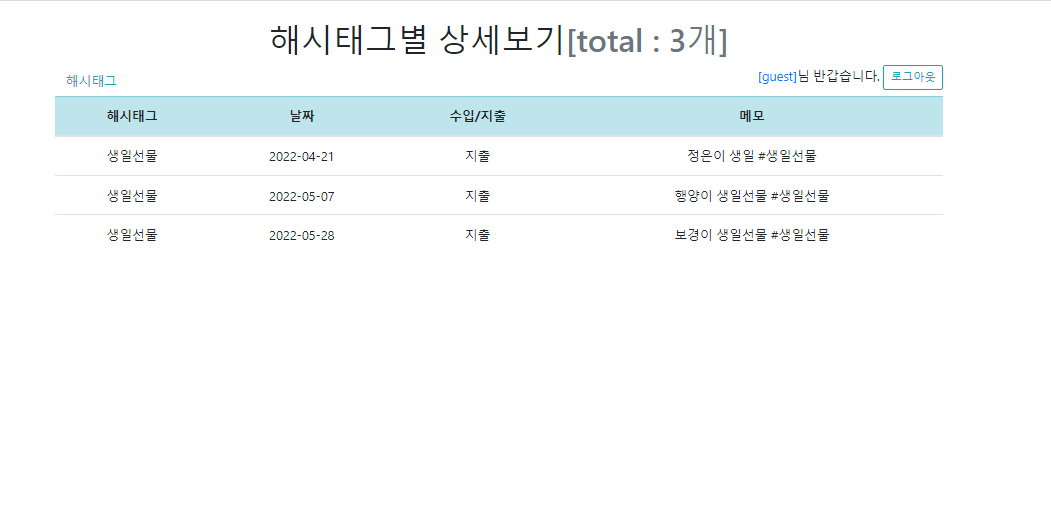 해시태그별 상세보기[total : 3개]
해시태그 [guest]님 반갑습니다. 로그아웃
해시태그 날짜 수입/지출 메모
생일선물 2022-04-21 지출 정은이 생일 #생일선물
생일선물 2022-05-07 지출 행양이 생일선물 #생일선물
생일선물 2022-05-28 지출 보경이 생일선물 #생일선물